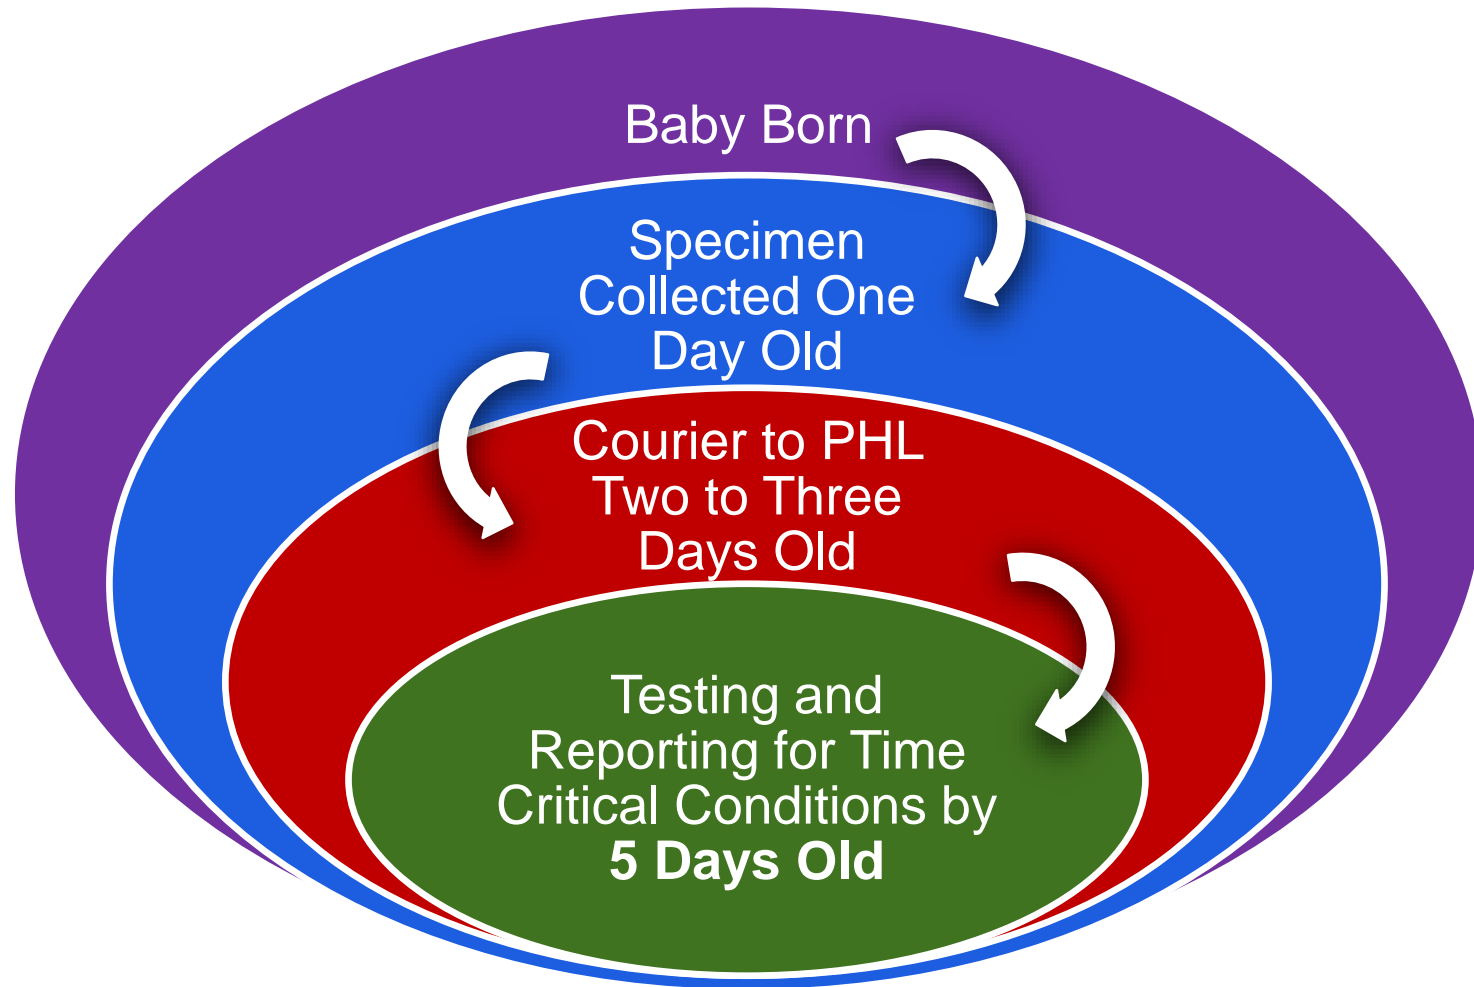 Baby Born
Specimen
Collected One
Day Old
Courier to PHL
Two to Three
Days Old
Testing and
Reporting for Time
Critical Conditions by
5 Days Old